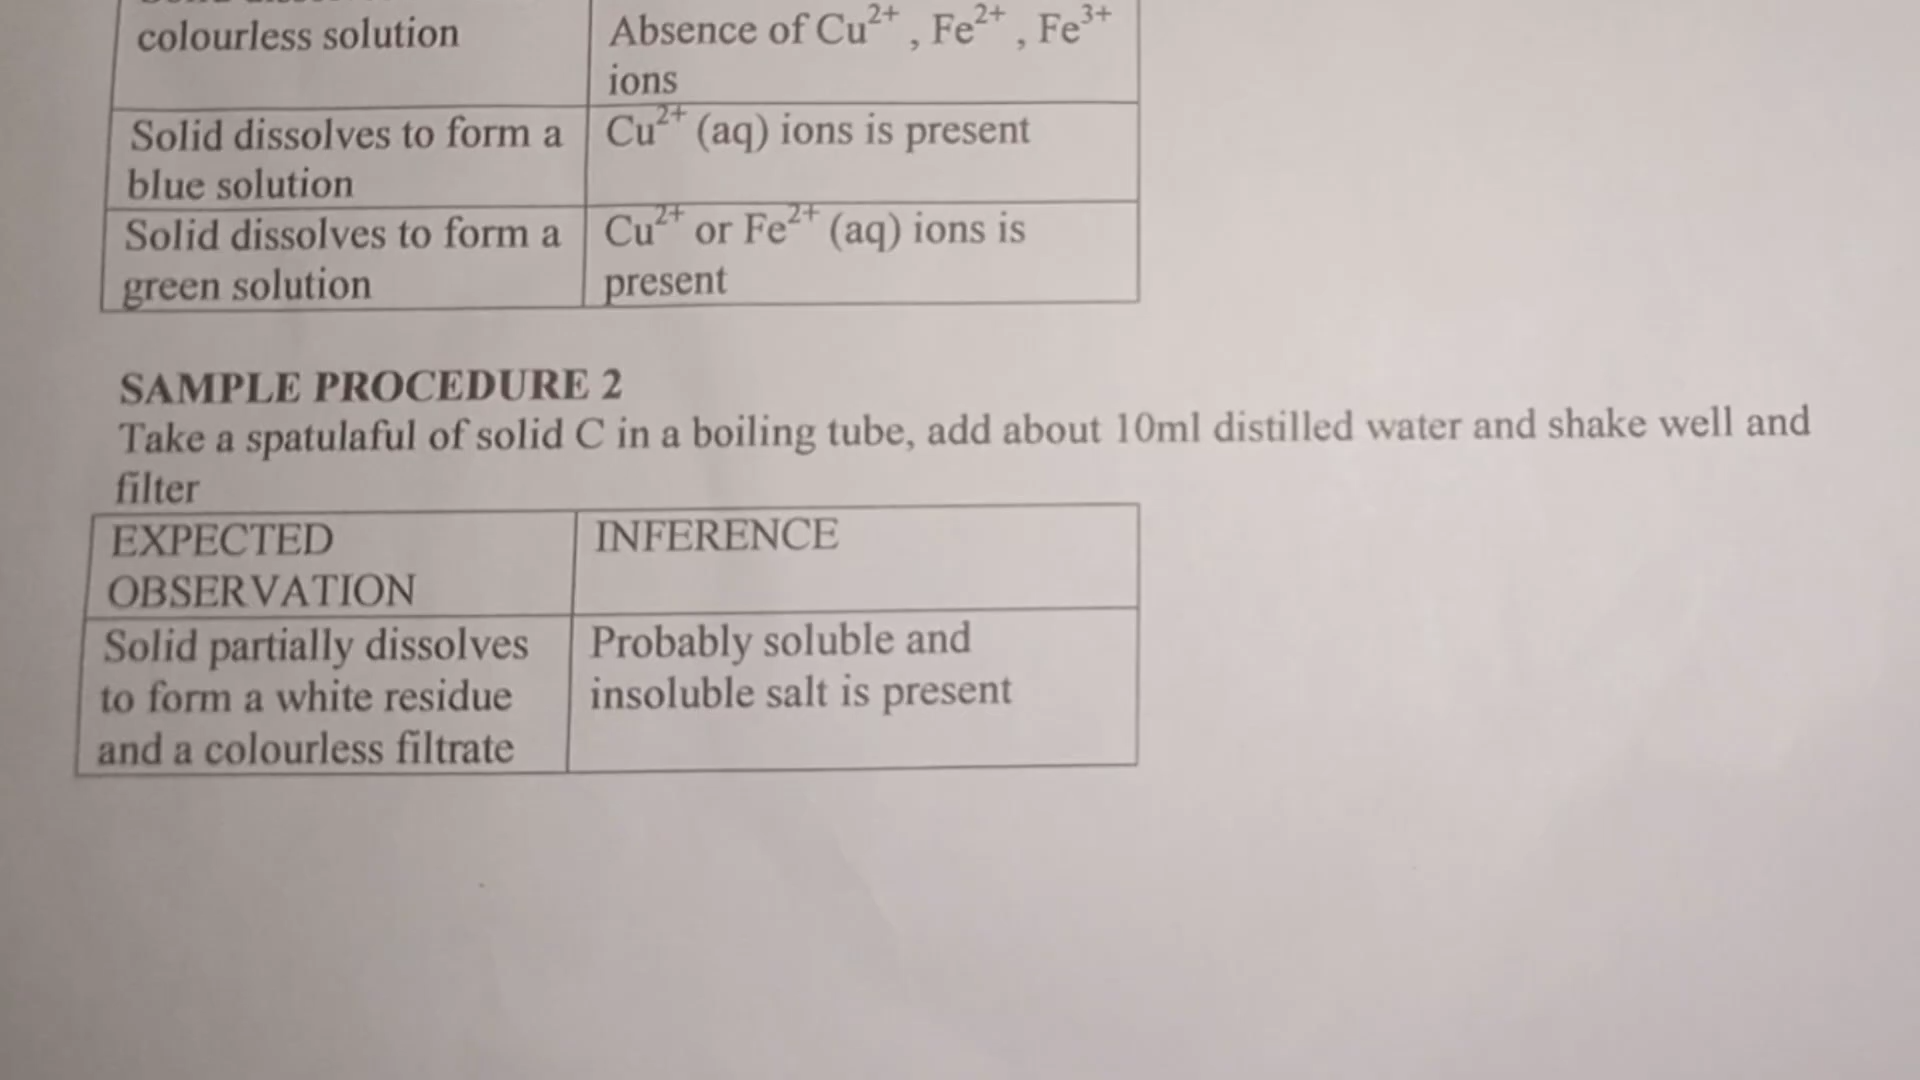 colourless solution
Absence of Cu²⁺ , Fe²⁺ , Fe³⁺
ions
Solid dissolves to form a
blue solution
Cu²⁺ (aq) ions is present
Solid dissolves to form a
green solution
Cu²⁺ or Fe²⁺ (aq) ions is
present
SAMPLE PROCEDURE 2
Take a spatulaful of solid C in a boiling tube, add about 10ml distilled water and shake well and
filter
EXPECTED
OBSERVATION
INFERENCE
Solid partially dissolves
to form a white residue
and a colourless filtrate
Probably soluble and
insoluble salt is present